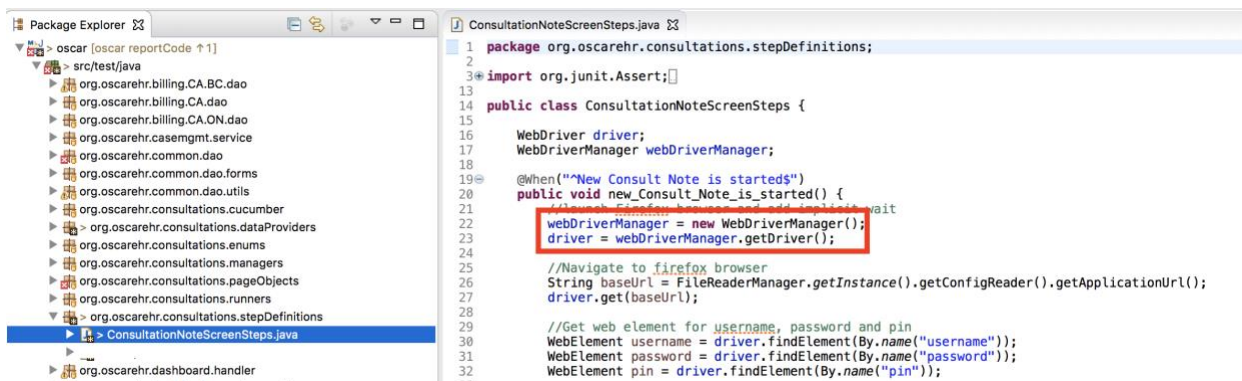 Package Explorer
> oscar [oscar reportCode ↑1]
> src/test/java
org.oscarehr.billing.CA.BC.dao
org.oscarehr.billing.CA.dao
org.oscarehr.billing.CA.ON.dao
org.oscarehr.casemgmt.service
org.oscarehr.common.dao
org.oscarehr.common.dao.forms
org.oscarehr.common.dao.utils
org.oscarehr.consultations.cucumber
> org.oscarehr.consultations.dataProviders
org.oscarehr.consultations.enums
org.oscarehr.consultations.managers
org.oscarehr.consultations.pageObjects
org.oscarehr.consultations.runners
> org.oscarehr.consultations.stepDefinitions
> ConsultationNoteScreenSteps.java
org.oscarehr.dashboard.handler
ConsultationNoteScreenSteps.java
1 package org.oscarehr.consultations.stepDefinitions;
2
3 import org.junit.Assert;
13
14 public class ConsultationNoteScreenSteps {
15
16 WebDriver driver;
17 WebDriverManager webDriverManager;
18
19 @When("^New Consult Note is started$")
20 public void new_Consult_Note_is_started() {
21 //launch Firefox browser and add implicit wait
22 webDriverManager = new WebDriverManager();
23 driver = webDriverManager.getDriver();
24
25 //Navigate to firefox browser
26 String baseUrl = FileReaderManager.getInstance().getConfigReader().getApplicationUrl();
27 driver.get(baseUrl);
28
29 //Get web element for username, password and pin
30 WebElement username = driver.findElement(By.name("username"));
31 WebElement password = driver.findElement(By.name("password"));
32 WebElement pin = driver.findElement(By.name("pin"));